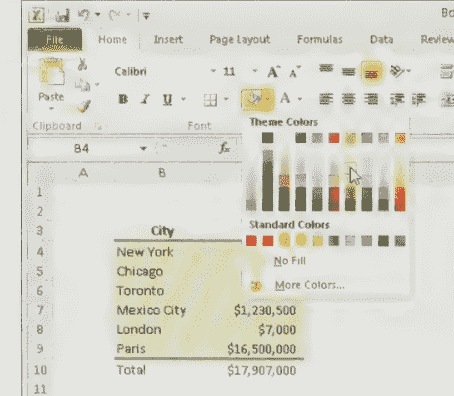 Bo
File Home Insert Page Layout Formulas Data Review
Calibri 11 A A
Paste B I U A
Clipboard Font
B4 fx
Theme Colors
A B
1
2
3 City
Standard Colors
4 New York
5 Chicago No Fill
6 Toronto More Colors...
7 Mexico City $1,230,500
8 London $7,000
9 Paris $16,500,000
10 Total $17,907,000
11